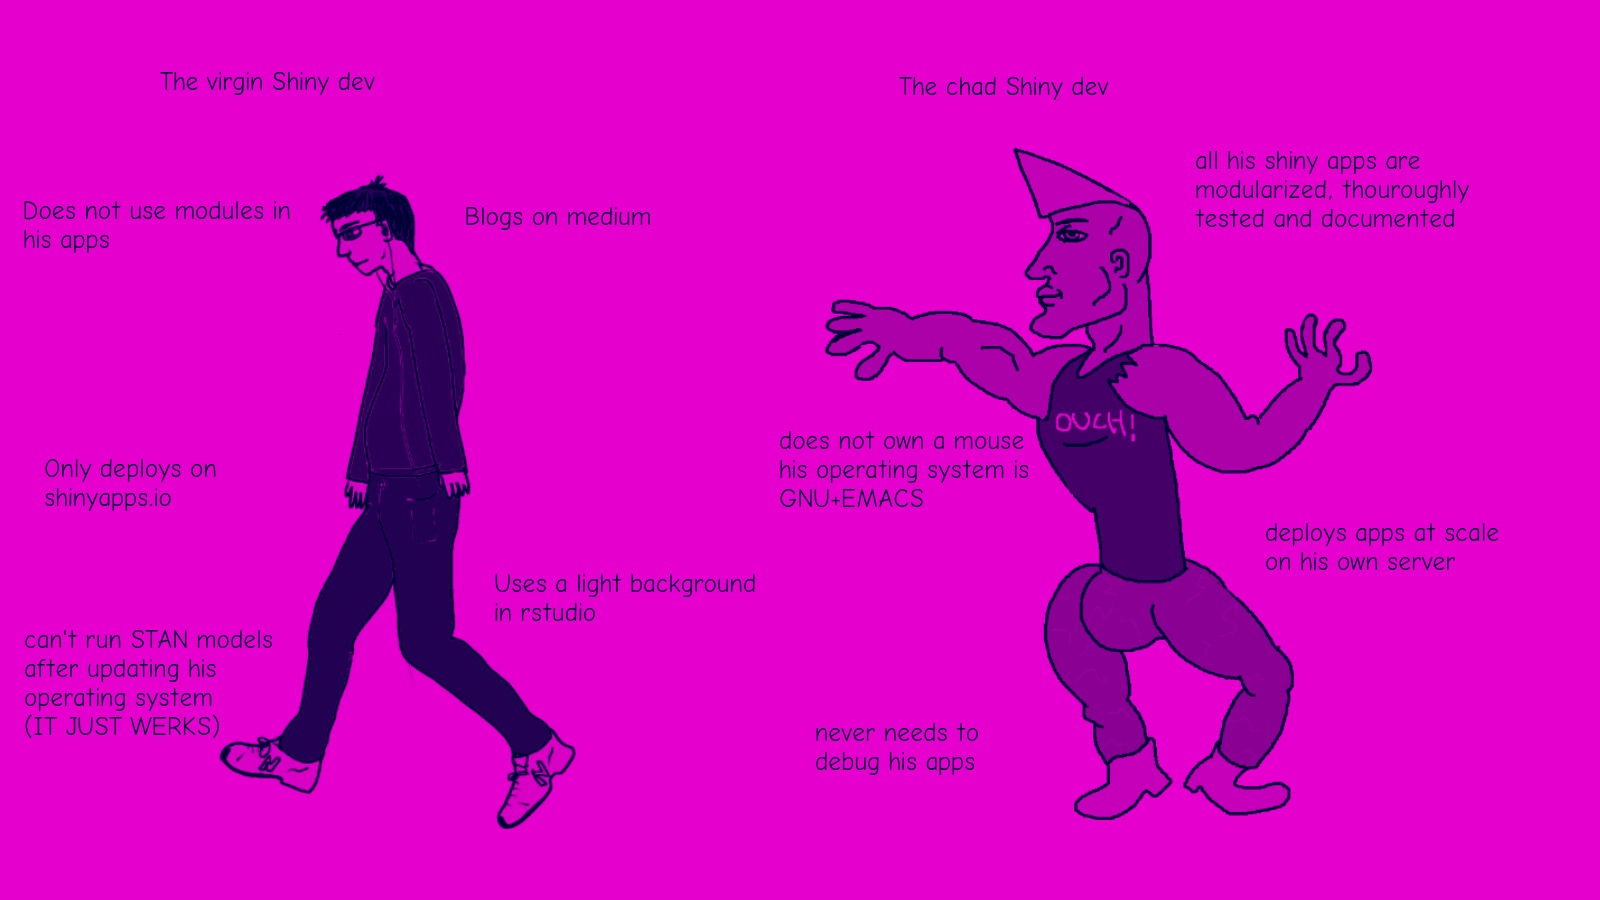 The virgin Shiny dev
Does not use modules in
his apps
Blogs on medium
Only deploys on
shinyapps.io
Uses a light background
in rstudio
can't run STAN models
after updating his
operating system
(IT JUST WERKS)
The chad Shiny dev
all his shiny apps are
modularized, thouroughly
tested and documented
OUCH!
does not own a mouse
his operating system is
GNU+EMACS
deploys apps at scale
on his own server
never needs to
debug his apps